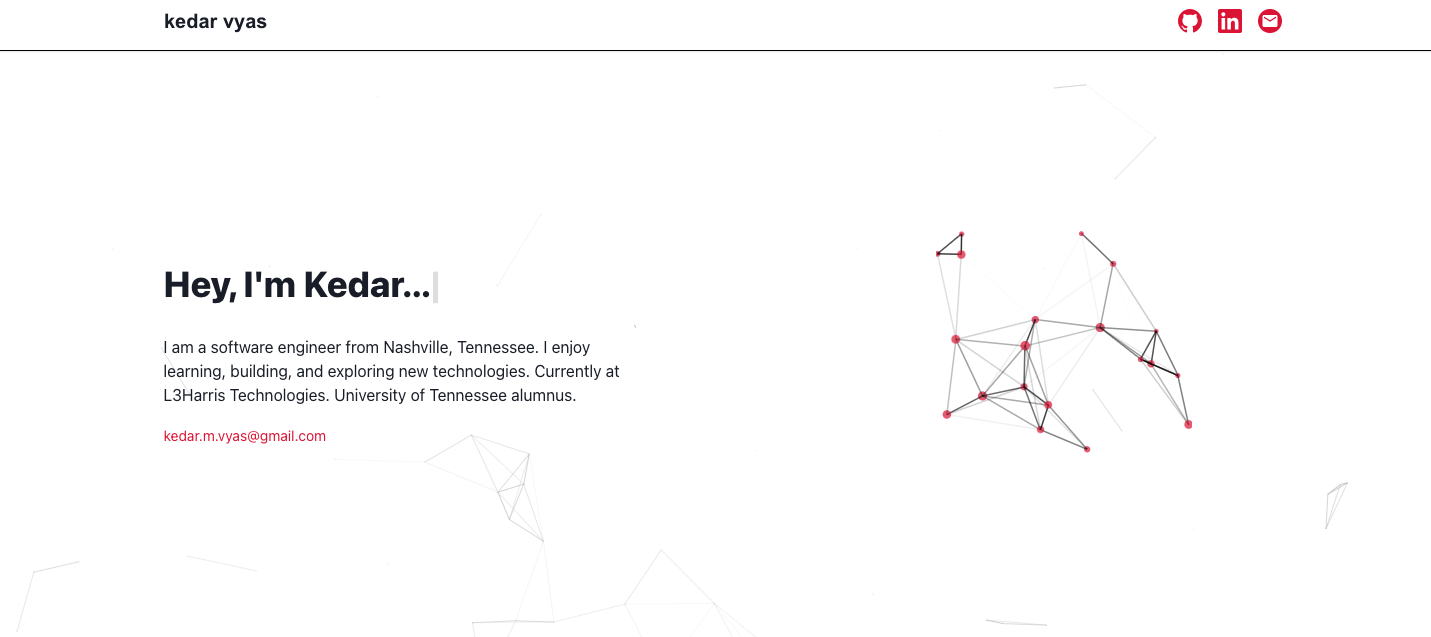 kedar vyas
Hey, I'm Kedar...
I am a software engineer from Nashville, Tennessee. I enjoy
learning, building, and exploring new technologies. Currently at
L3Harris Technologies. University of Tennessee alumnus.
kedar.m.vyas@gmail.com